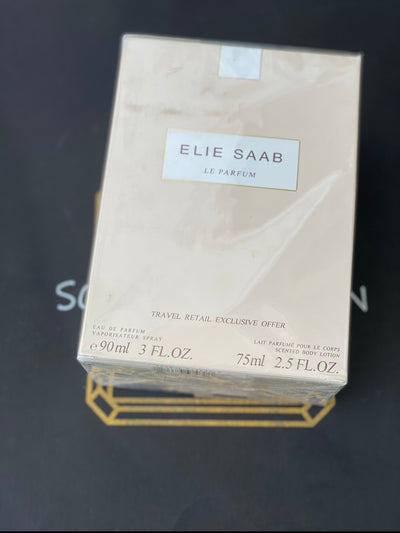 ELIE SAAB
LE PARFUM
TRAVEL RETAIL EXCLUSIVE OFFER
EAU DE PARFUM
VAPORISATEUR SPRAY
e 90ml 3 FL.OZ.
LAIT PARFUMÉ POUR LE CORPS
SCENTED BODY LOTION
75ml 2.5 FL.OZ.